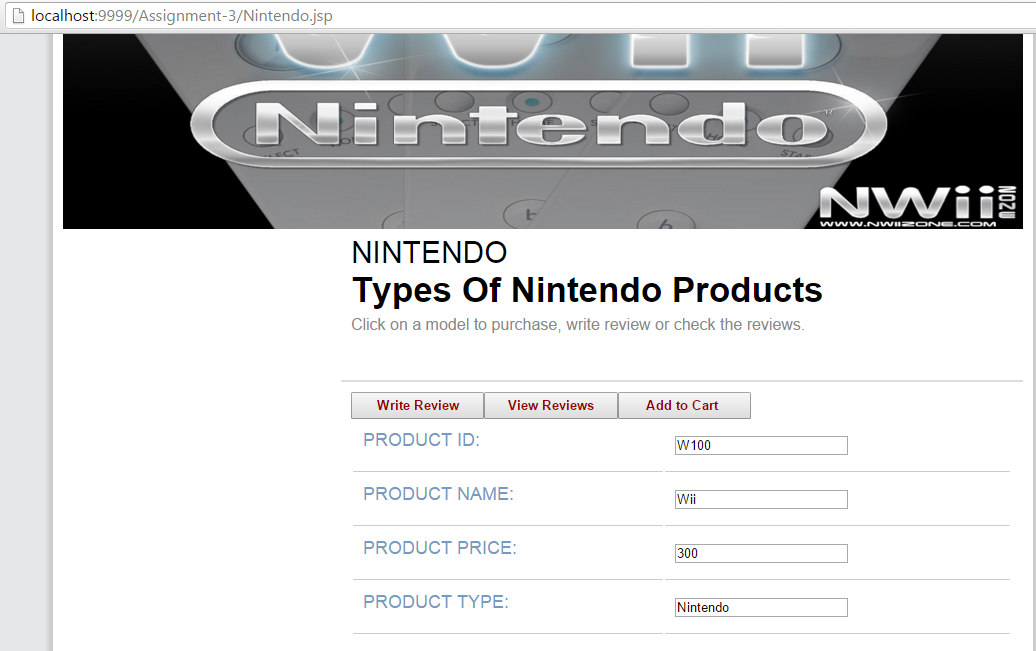 localhost:9999/Assignment-3/Nintendo.jsp
Wii
Nintendo
NWii
NOZU
WWW.NWIIZONE.COM
NINTENDO
Types Of Nintendo Products
Click on a model to purchase, write review or check the reviews.
Write Review View Reviews Add to Cart
PRODUCT ID: W100
PRODUCT NAME: Wii
PRODUCT PRICE: 300
PRODUCT TYPE: Nintendo